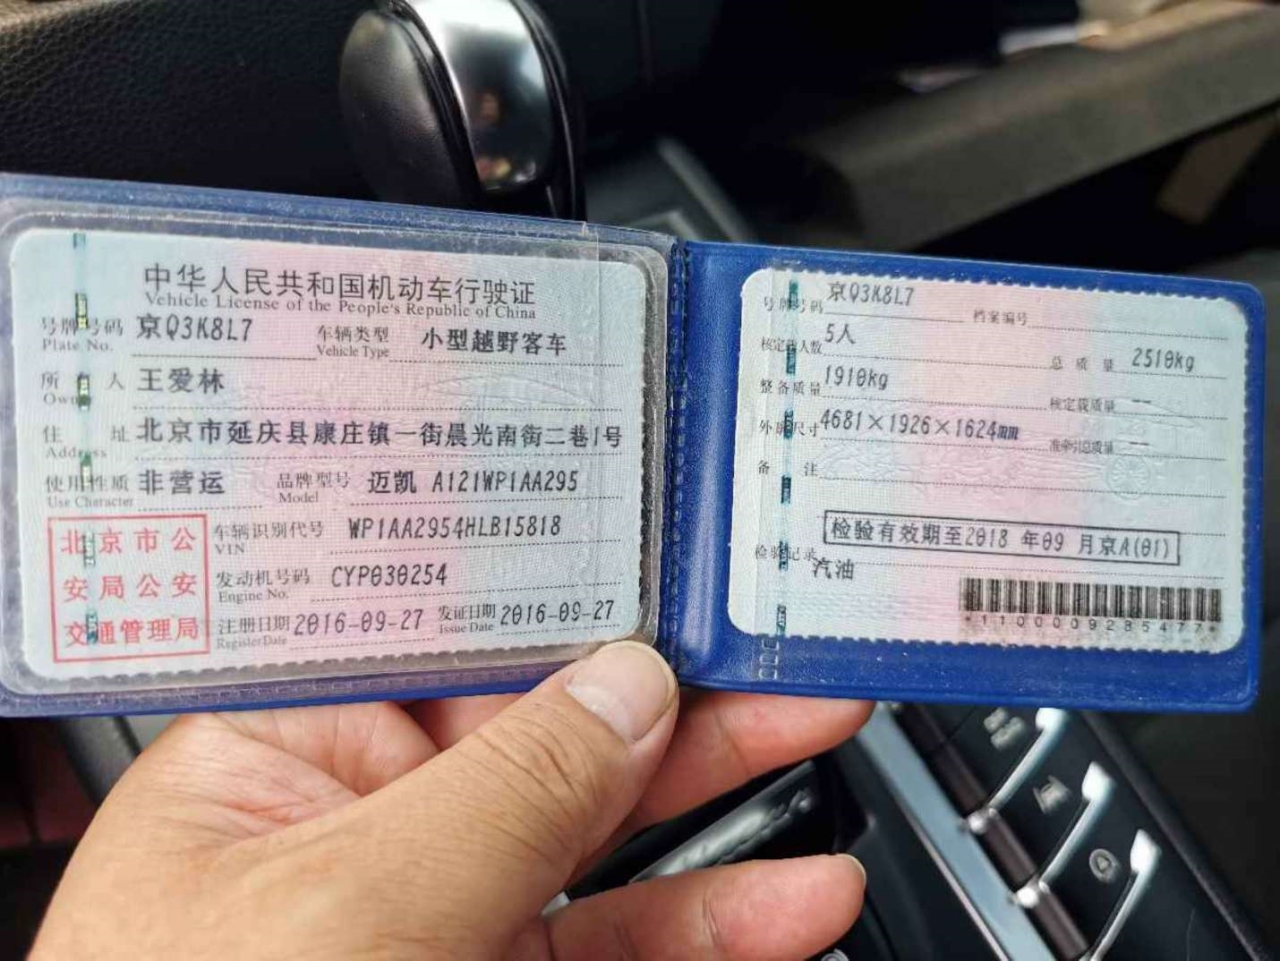 中华人民共和国机动车行驶证
Vehicle License of the People's Republic of China
号牌号码 京Q3K8L7 车辆类型 小型越野客车
Plate No. Vehicle Type
所有人 王爱林
Owner
住址 北京市延庆县康庄镇一街晨光南街二巷1号
Address
使用性质 非营运 品牌型号 迈凯 A121WP1AA295
Use Character Model
北京市公
安局公安
交通管理局
车辆识别代号 WP1AA2954HLB15818
VIN
发动机号码 CYP030254
Engine No.
注册日期 2016-09-27 发证日期 2016-09-27
Register Date Issue Date
号牌号码 京Q3K8L7 档案编号
核定载人数 5人 总质量 2510kg
整备质量 1910kg 核定载质量 --
外廓尺寸 4681×1926×1624mm 准牵引总质量 --
备注
检验有效期至2018 年09 月京A(01)
检验记录
汽油
*1100009285477*